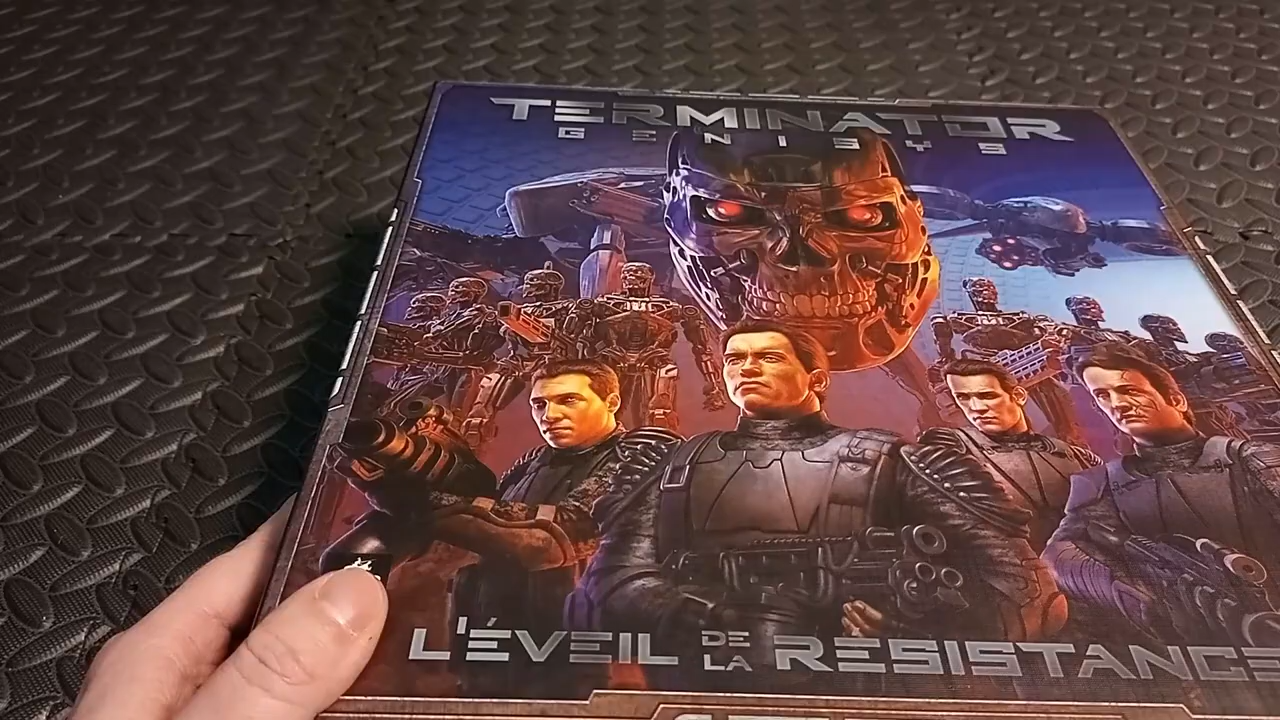 TERMINATOR
GENISYS
L'ÉVEIL DE LA RESISTANCE